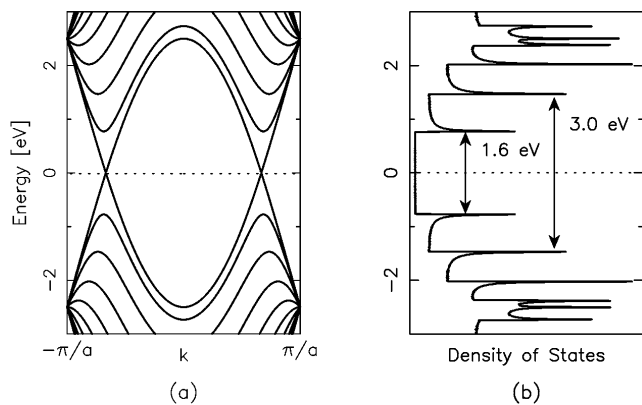 Energy [eV]
2
0
−2
−π/a
k
π/a
(a)
2
0
−2
1.6 eV
3.0 eV
Density of States
(b)